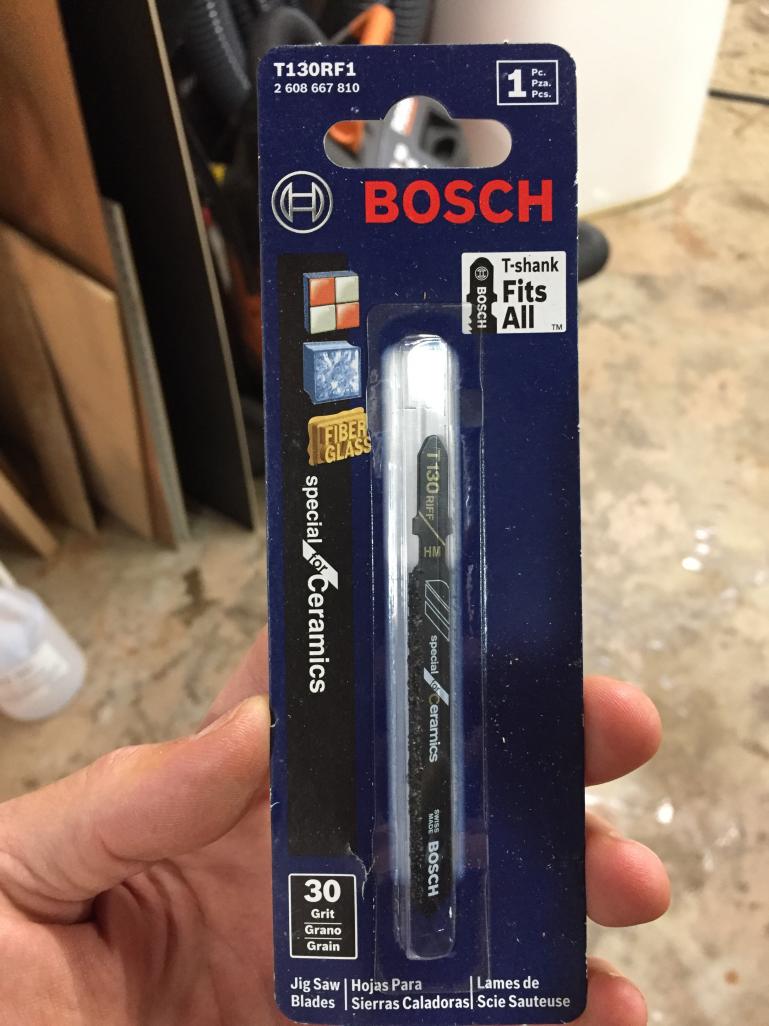 T130RF1
2 608 667 810
1 Pc.
Pza.
Pcs.
BOSCH
T-shank
Fits
All
TM
BOSCH
FIBER
GLASS
special for Ceramics
T130 RIFF
HM
special for Ceramics
SWISS
MADE
BOSCH
30
Grit
Grano
Grain
Jig Saw
Blades
Hojas Para
Sierras Caladoras
Lames de
Scie Sauteuse